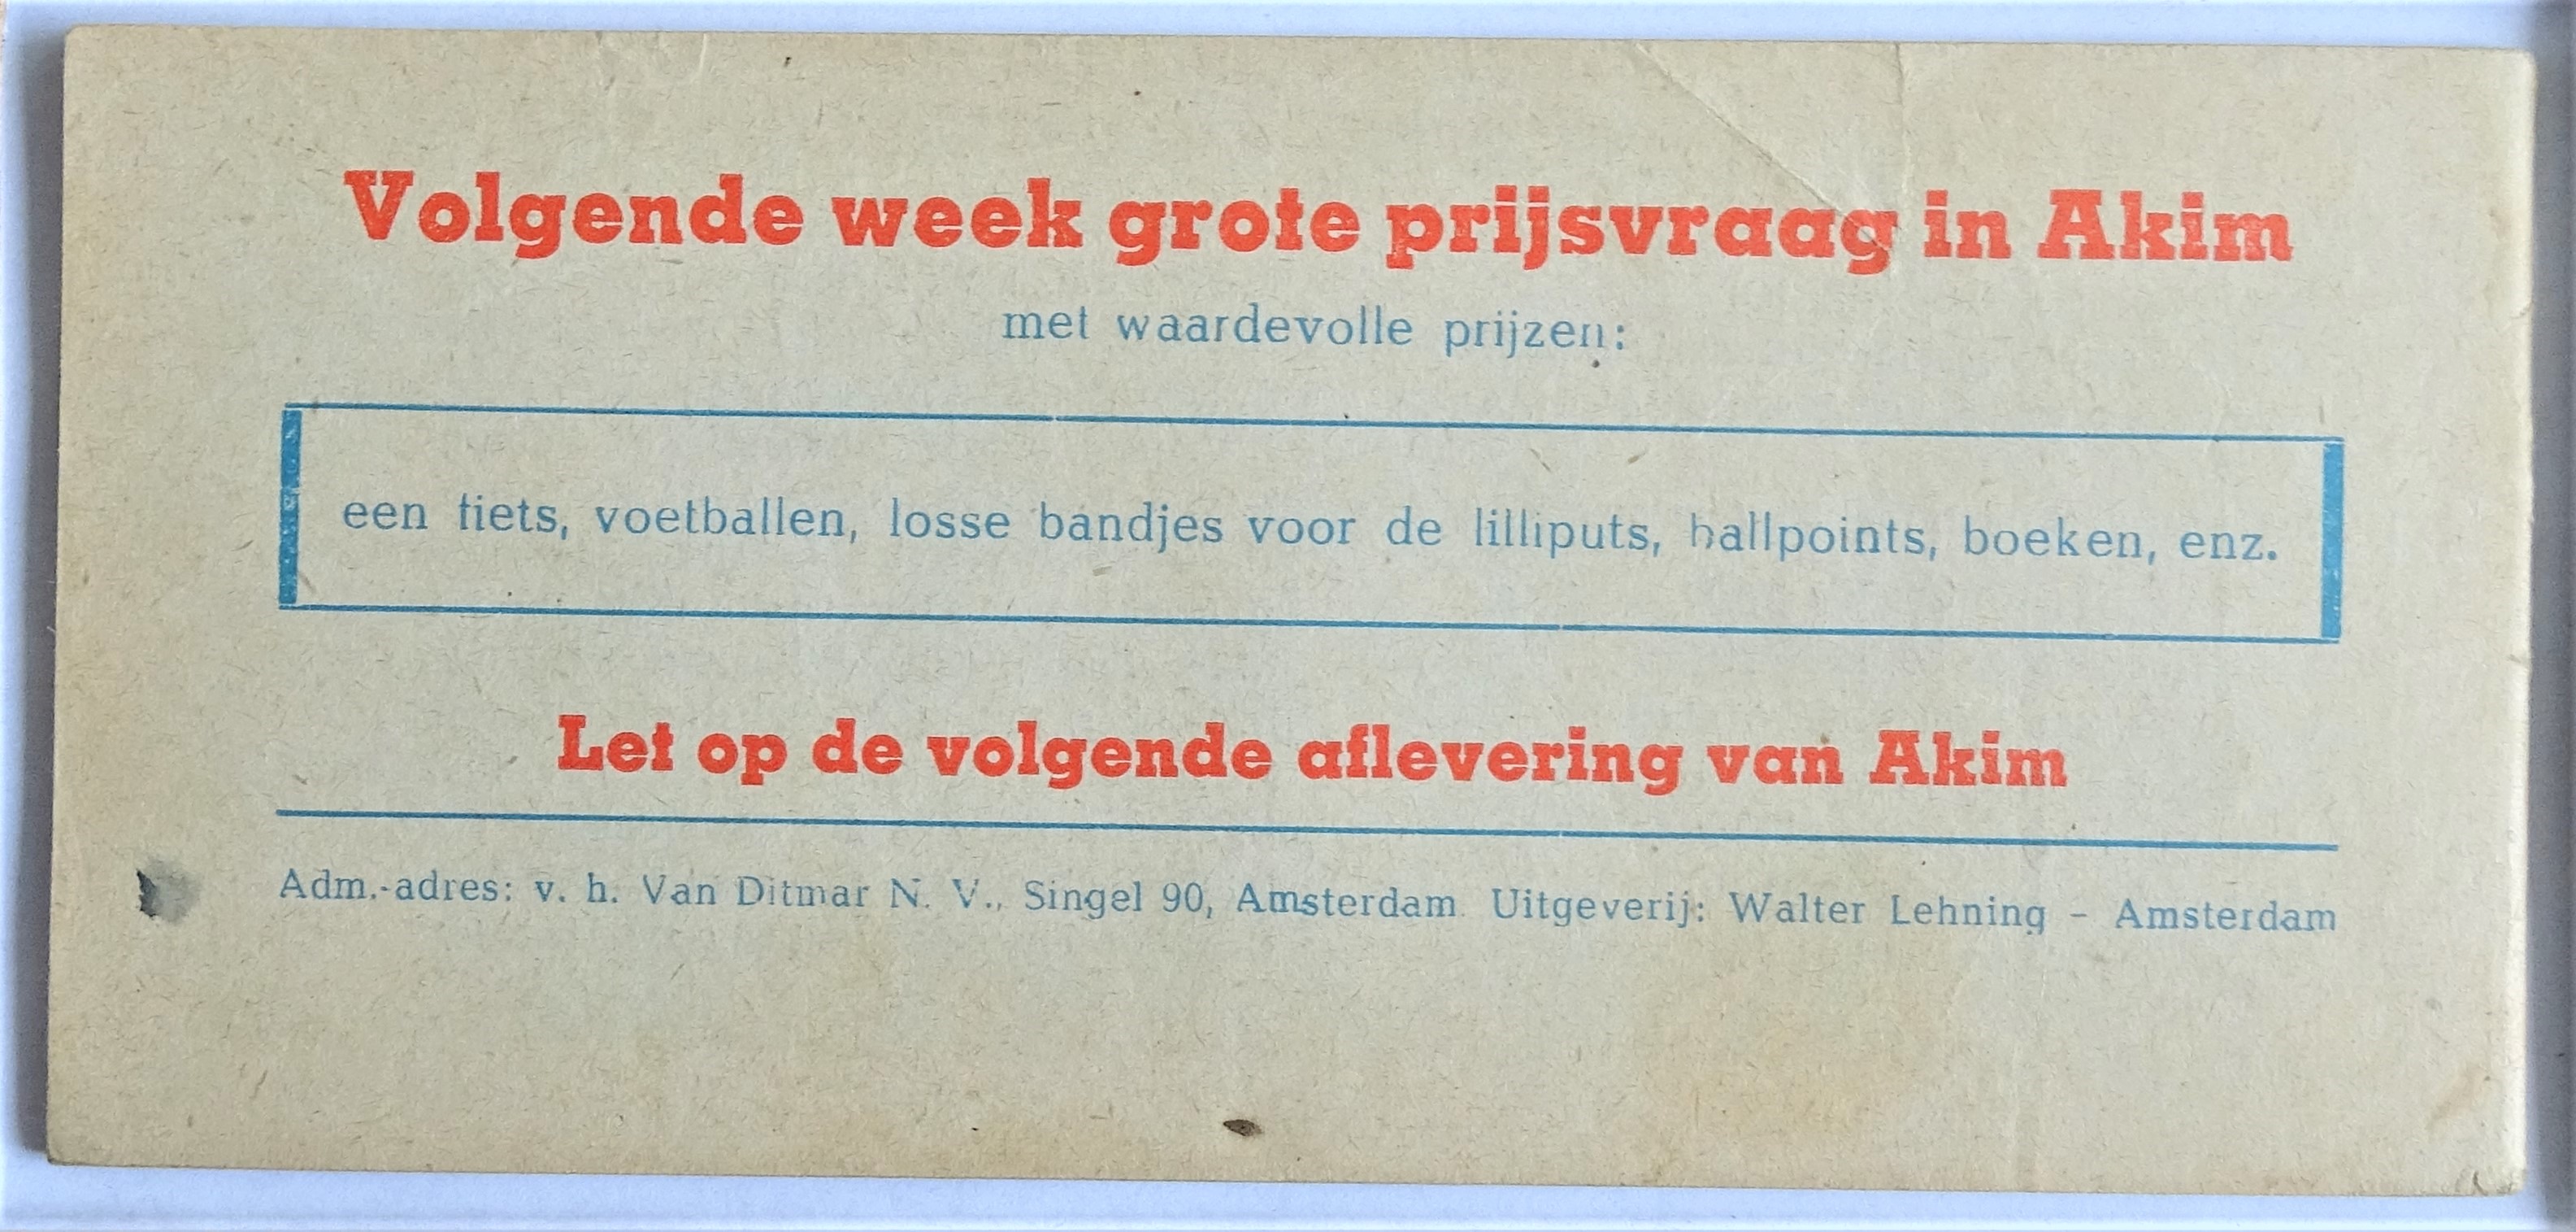 Volgende week grote prijsvraag in Akim
met waardevolle prijzen:
een fiets, voetballen, losse bandjes voor de lilliputs, ballpoints, boeken, enz.
Let op de volgende aflevering van Akim
Adm.-adres: v. h. Van Ditmar N. V., Singel 90, Amsterdam. Uitgeverij: Walter Lehning - Amsterdam